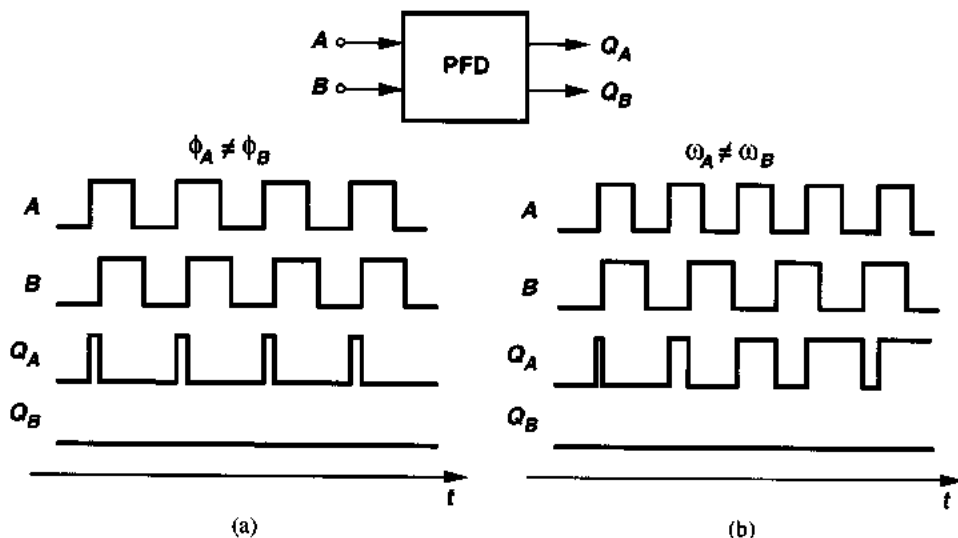 A
PFD
Q_A
B
Q_B
ϕ_A ≠ ϕ_B
A
B
Q_A
Q_B
t
(a)
ω_A ≠ ω_B
A
B
Q_A
Q_B
t
(b)